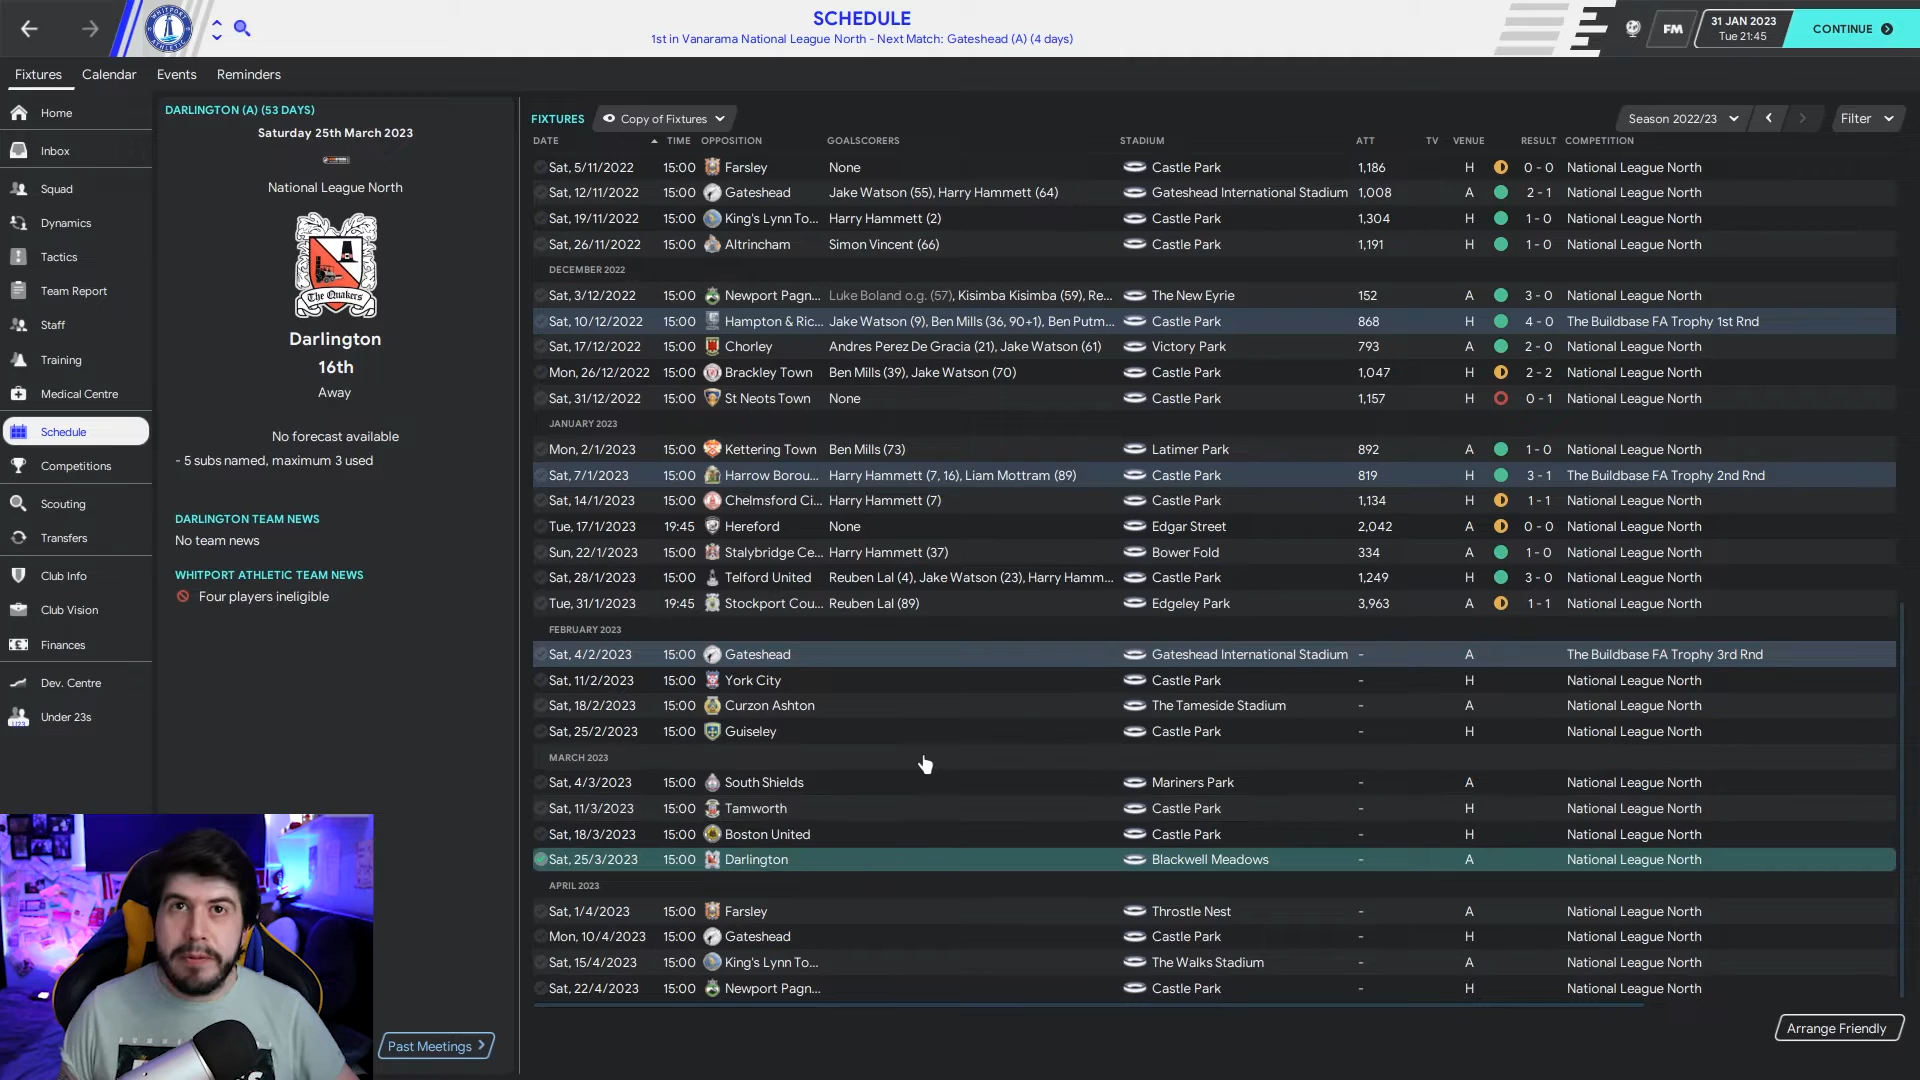 SCHEDULE
1st in Vanarama National League North - Next Match: Gateshead (A) (4 days)
FM
31 JAN 2023
Tue 21:45
CONTINUE
Fixtures Calendar Events Reminders
Home
Inbox
Squad
Dynamics
Tactics
Team Report
Staff
Training
Medical Centre
Schedule
Competitions
Scouting
Transfers
Club Info
Club Vision
Finances
Dev. Centre
Under 23s
DARLINGTON (A) (53 DAYS)
Saturday 25th March 2023
National League North
The Quakers
Darlington
16th
Away
No forecast available
- 5 subs named, maximum 3 used
DARLINGTON TEAM NEWS
No team news
WHITPORT ATHLETIC TEAM NEWS
Four players ineligible
Past Meetings
FIXTURES Copy of Fixtures Season 2022/23 Filter
DATE TIME OPPOSITION GOALSCORERS STADIUM ATT TV VENUE RESULT COMPETITION
Sat, 5/11/2022 15:00 Farsley None Castle Park 1,186 H 0 - 0 National League North
Sat, 12/11/2022 15:00 Gateshead Jake Watson (55), Harry Hammett (64) Gateshead International Stadium 1,008 A 2 - 1 National League North
Sat, 19/11/2022 15:00 King's Lynn To... Harry Hammett (2) Castle Park 1,304 H 1 - 0 National League North
Sat, 26/11/2022 15:00 Altrincham Simon Vincent (66) Castle Park 1,191 H 1 - 0 National League North
DECEMBER 2022
Sat, 3/12/2022 15:00 Newport Pagn... Luke Boland o.g. (57), Kisimba Kisimba (59), Re... The New Eyrie 152 A 3 - 0 National League North
Sat, 10/12/2022 15:00 Hampton & Ric... Jake Watson (9), Ben Mills (36, 90+1), Ben Putm... Castle Park 868 H 4 - 0 The Buildbase FA Trophy 1st Rnd
Sat, 17/12/2022 15:00 Chorley Andres Perez De Gracia (21), Jake Watson (61) Victory Park 793 A 2 - 0 National League North
Mon, 26/12/2022 15:00 Brackley Town Ben Mills (39), Jake Watson (70) Castle Park 1,047 H 2 - 2 National League North
Sat, 31/12/2022 15:00 St Neots Town None Castle Park 1,157 H 0 - 1 National League North
JANUARY 2023
Mon, 2/1/2023 15:00 Kettering Town Ben Mills (73) Latimer Park 892 A 1 - 0 National League North
Sat, 7/1/2023 15:00 Harrow Borou... Harry Hammett (7, 16), Liam Mottram (89) Castle Park 819 H 3 - 1 The Buildbase FA Trophy 2nd Rnd
Sat, 14/1/2023 15:00 Chelmsford Ci... Harry Hammett (7) Castle Park 1,134 H 1 - 1 National League North
Tue, 17/1/2023 19:45 Hereford None Edgar Street 2,042 A 0 - 0 National League North
Sun, 22/1/2023 15:00 Stalybridge Ce... Harry Hammett (37) Bower Fold 334 A 1 - 0 National League North
Sat, 28/1/2023 15:00 Telford United Reuben Lal (4), Jake Watson (23), Harry Hamm... Castle Park 1,249 H 3 - 0 National League North
Tue, 31/1/2023 19:45 Stockport Cou... Reuben Lal (89) Edgeley Park 3,963 A 1 - 1 National League North
FEBRUARY 2023
Sat, 4/2/2023 15:00 Gateshead Gateshead International Stadium - A The Buildbase FA Trophy 3rd Rnd
Sat, 11/2/2023 15:00 York City Castle Park - H National League North
Sat, 18/2/2023 15:00 Curzon Ashton The Tameside Stadium - A National League North
Sat, 25/2/2023 15:00 Guiseley Castle Park - H National League North
MARCH 2023
Sat, 4/3/2023 15:00 South Shields Mariners Park - A National League North
Sat, 11/3/2023 15:00 Tamworth Castle Park - H National League North
Sat, 18/3/2023 15:00 Boston United Castle Park - H National League North
Sat, 25/3/2023 15:00 Darlington Blackwell Meadows - A National League North
APRIL 2023
Sat, 1/4/2023 15:00 Farsley Throstle Nest - A National League North
Mon, 10/4/2023 15:00 Gateshead Castle Park - H National League North
Sat, 15/4/2023 15:00 King's Lynn To... The Walks Stadium - A National League North
Sat, 22/4/2023 15:00 Newport Pagn... Castle Park - H National League North
Arrange Friendly